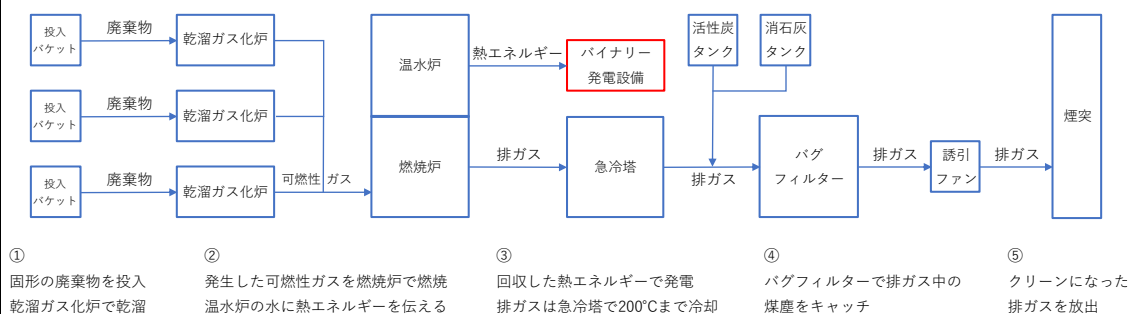 投入
バケット
廃棄物
乾溜ガス化炉
投入
バケット
廃棄物
乾溜ガス化炉
投入
バケット
廃棄物
乾溜ガス化炉
可燃性 ガス
温水炉
燃焼炉
熱エネルギー
バイナリー
発電設備
排ガス
急冷塔
活性炭
タンク
消石灰
タンク
排ガス
バグ
フィルター
排ガス
誘引
ファン
排ガス
煙突
①
固形の廃棄物を投入
乾溜ガス化炉で乾溜
②
発生した可燃性ガスを燃焼炉で燃焼
温水炉の水に熱エネルギーを伝える
③
回収した熱エネルギーで発電
排ガスは急冷塔で200℃まで冷却
④
バグフィルターで排ガス中の
煤塵をキャッチ
⑤
クリーンになった
排ガスを放出